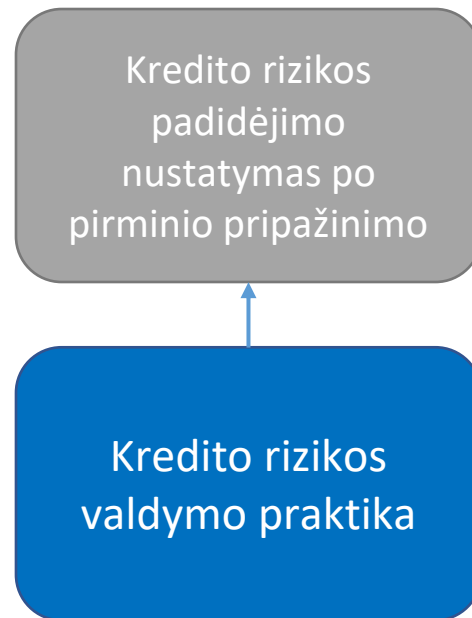 Kredito rizikos
padidėjimo
nustatymas po
pirminio pripažinimo
Kredito rizikos
valdymo praktika